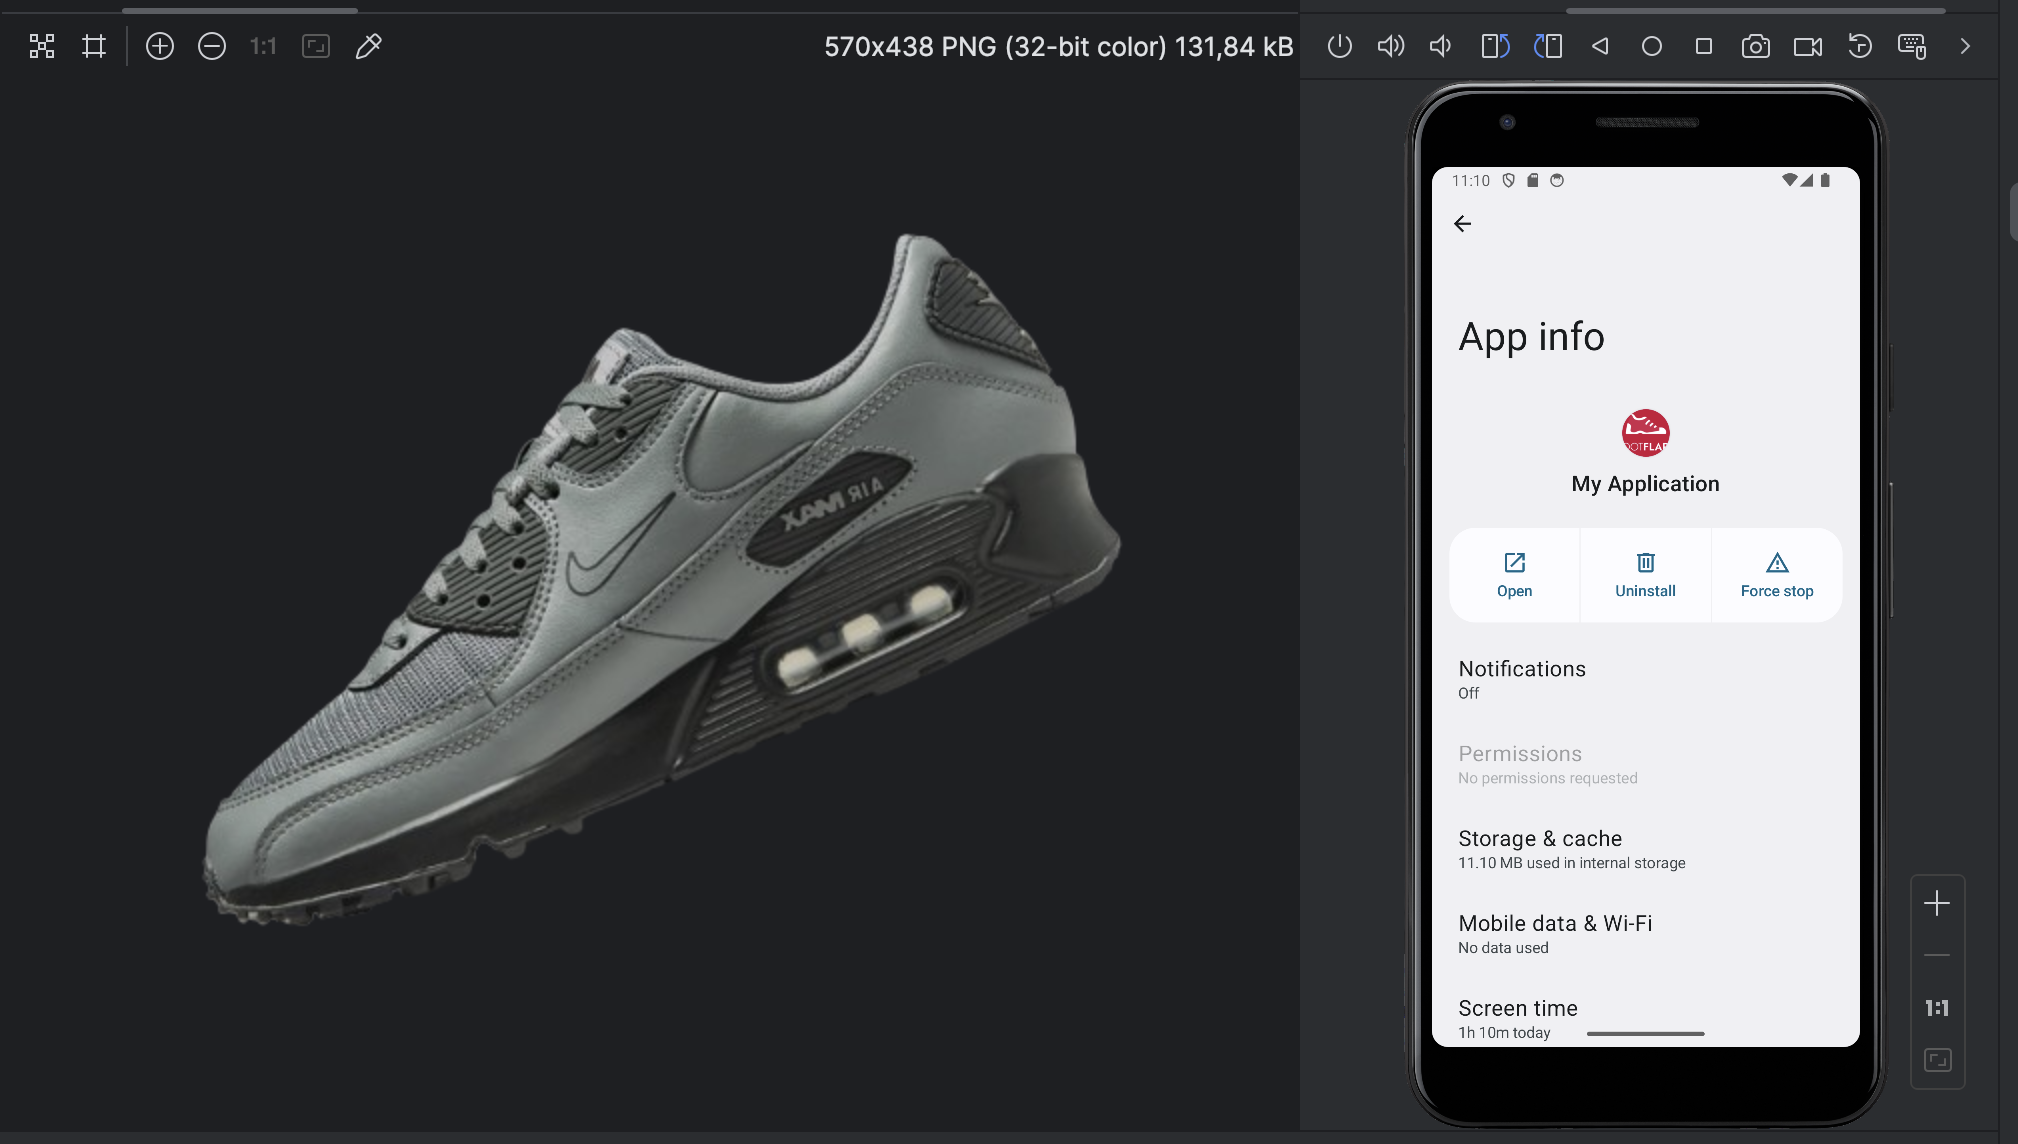 1:1
570x438 PNG (32-bit color) 131,84 kB
AIR MAX
11:10
App info
OOTFLAR
My Application
Open
Uninstall
Force stop
Notifications
Off
Permissions
No permissions requested
Storage & cache
11.10 MB used in internal storage
Mobile data & Wi-Fi
No data used
Screen time
1h 10m today
1:1